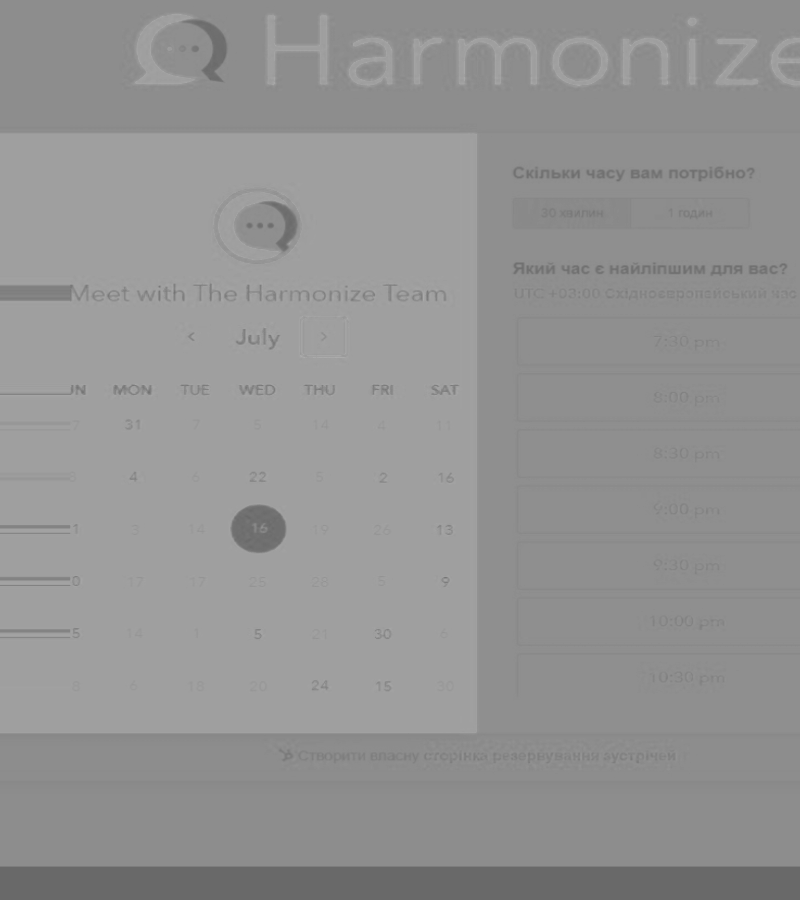 Harmonize
Meet with The Harmonize Team
July
UN MON TUE WED THU FRI SAT
7 31 7 5 14 4 11
4 6 22 5 2 16
1 3 14 16 19 26 13
0 17 17 25 28 5 9
5 14 1 5 21 30 6
8 6 13 20 24 15 30
Скільки часу вам потрібно?
30 хвилин 1 годин
Який час є найліпшим для вас?
UTC +03:00 Східноєвропейський час
7:30 pm
8:00 pm
8:30 pm
9:00 pm
9:30 pm
10:00 pm
10:30 pm
Створити власну сторінку резервування зустрічей